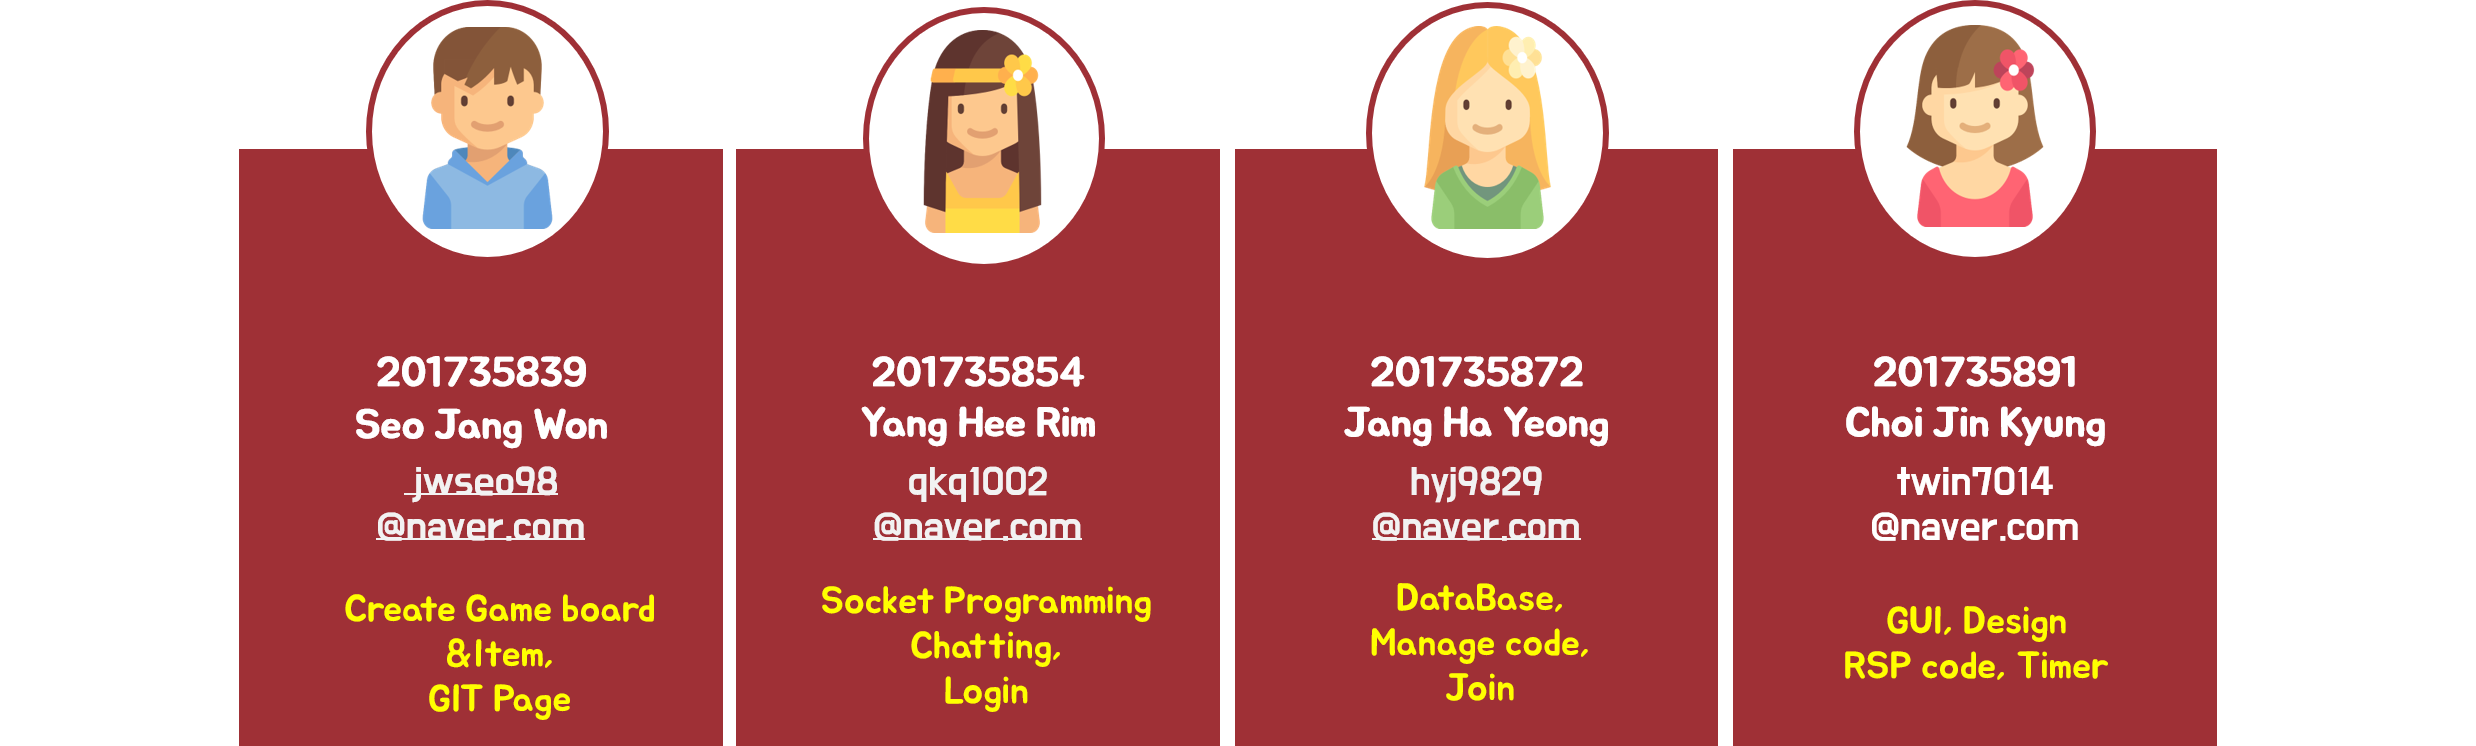 201735839
Seo Jang Won
jwseo98
@naver.com
Create Game board
&Item,
GIT Page
201735854
Yang Hee Rim
qkq1002
@naver.com
Socket Programming
Chatting,
Login
201735872
Jang Ha Yeong
hyj9829
@naver.com
DataBase,
Manage code,
Join
201735891
Choi Jin Kyung
twin7014
@naver.com
GUI, Design
RSP code, Timer